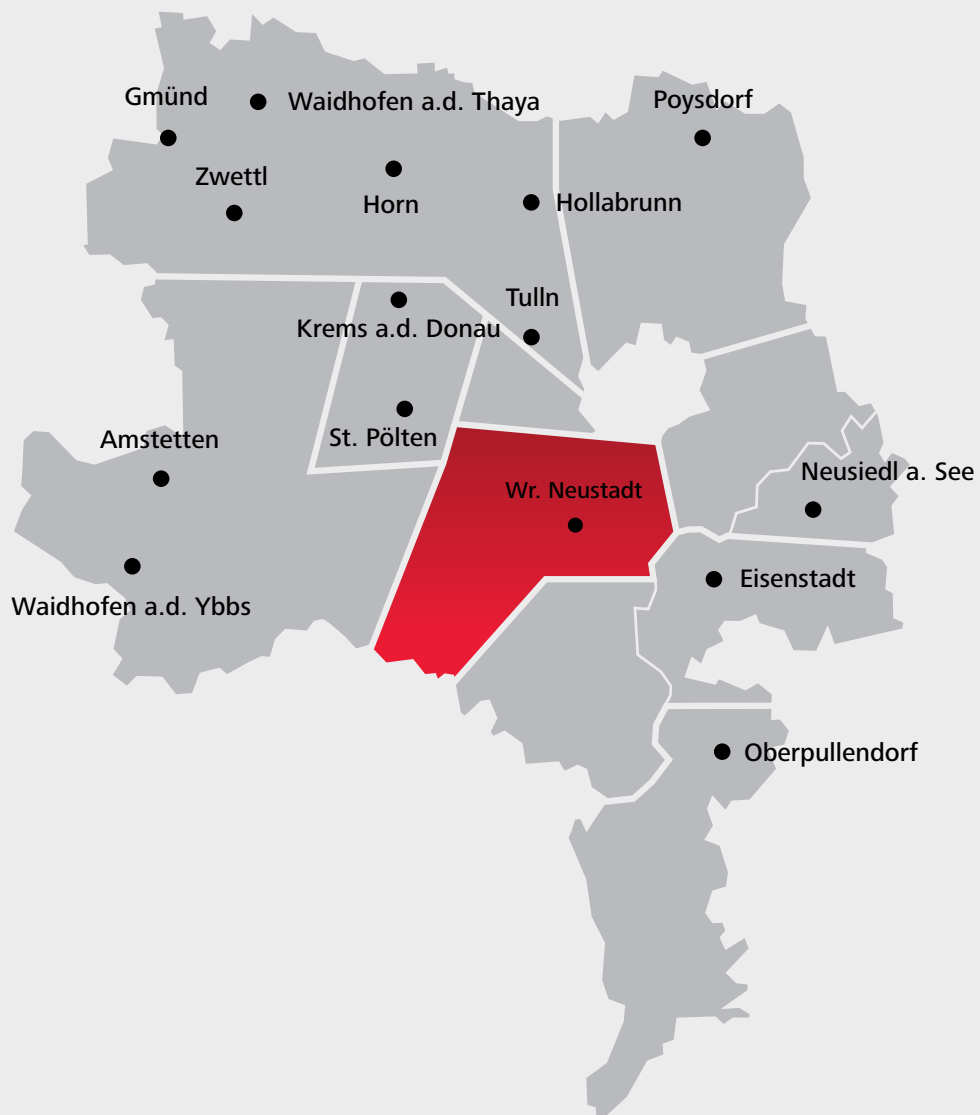 Gmünd
Waidhofen a.d. Thaya
Poysdorf
Zwettl
Horn
Hollabrunn
Tulln
Krems a.d. Donau
St. Pölten
Amstetten
Neusiedl a. See
Wr. Neustadt
Eisenstadt
Waidhofen a.d. Ybbs
Oberpullendorf